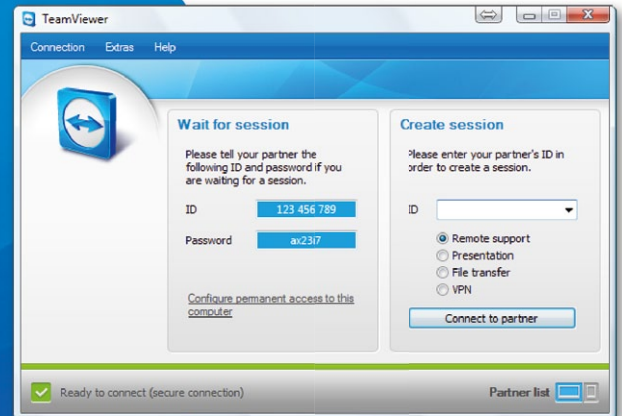 TeamViewer
Connection Extras Help
Wait for session
Please tell your partner the
following ID and password if you
are waiting for a session.
ID 123 456 789
Password ax23i7
Configure permanent access to this
computer
Create session
Please enter your partner's ID in
order to create a session.
ID
Remote support
Presentation
File transfer
VPN
Connect to partner
Ready to connect (secure connection)
Partner list